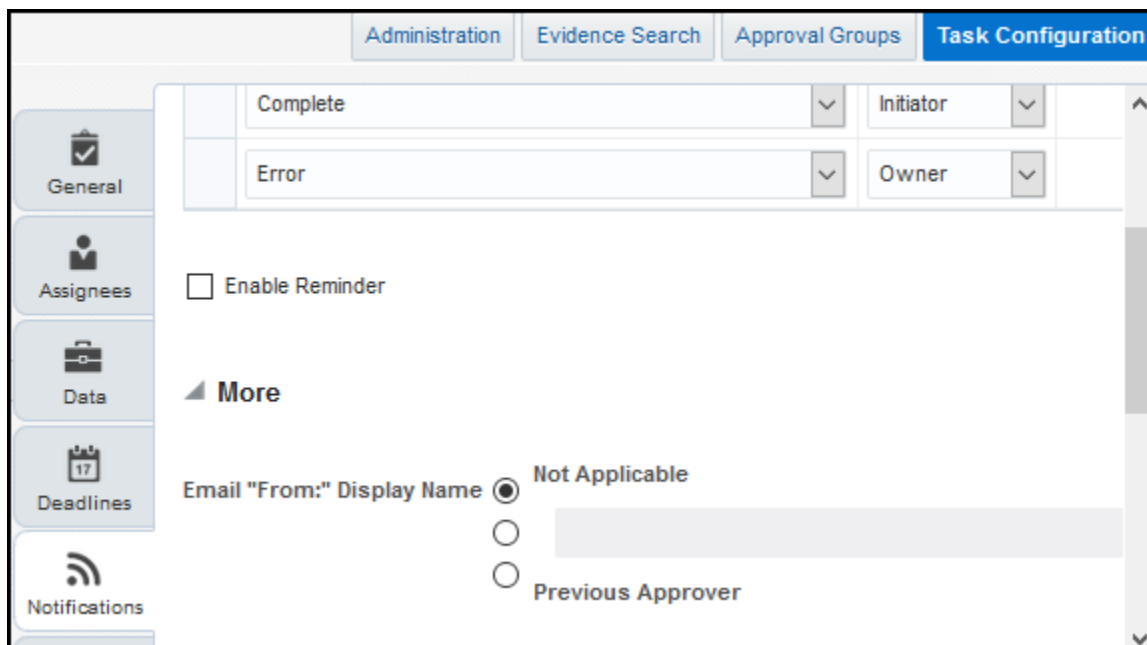 Administration
Evidence Search
Approval Groups
Task Configuration
Complete
Initiator
Error
Owner
General
Assignees
Data
17
Deadlines
Notifications
Enable Reminder
More
Email "From:" Display Name
Not Applicable
Previous Approver